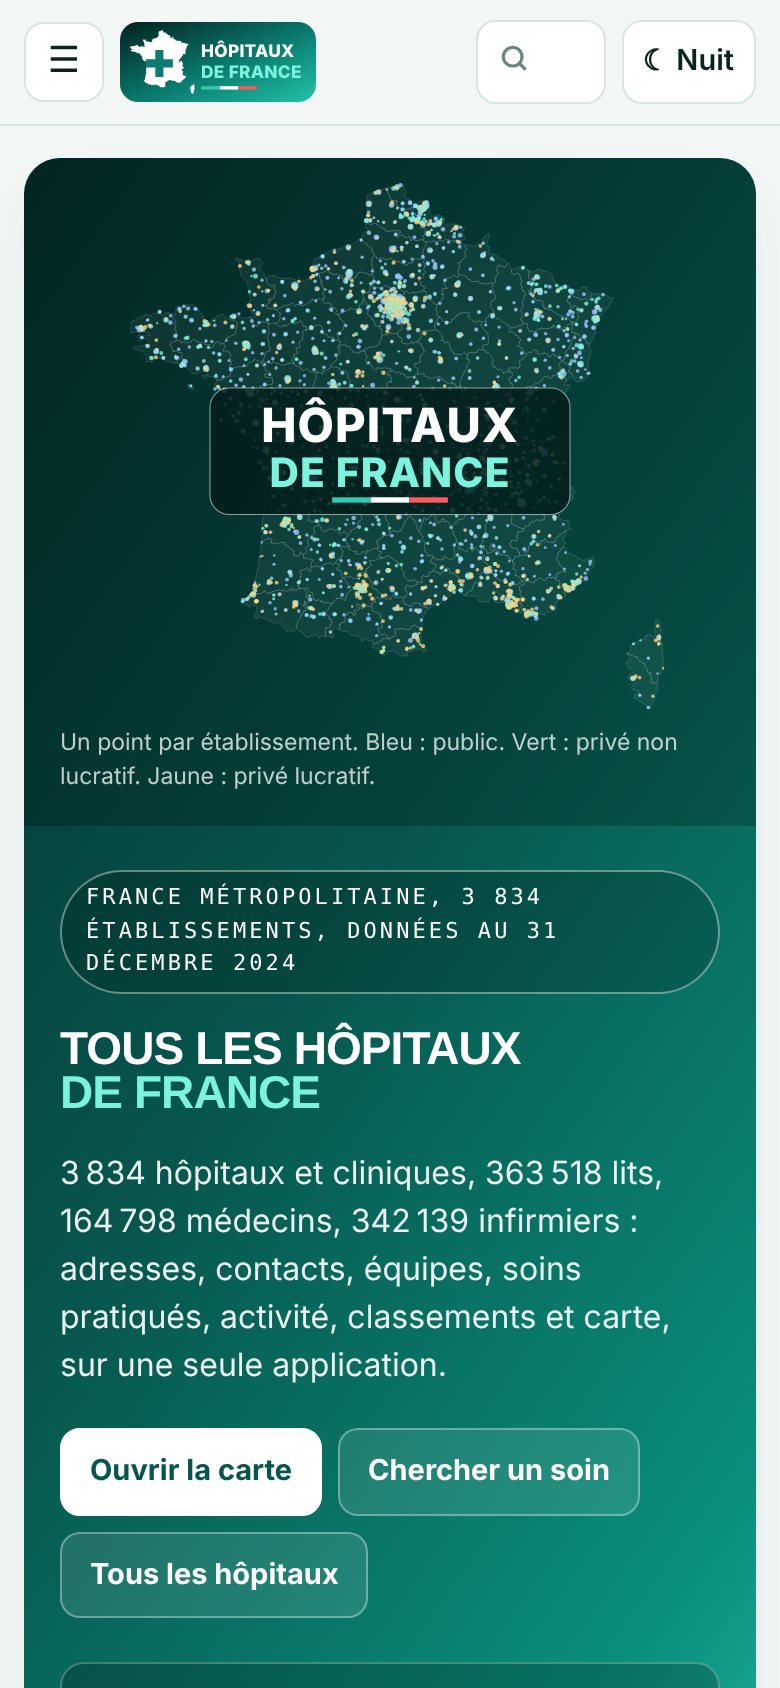 ☰
HÔPITAUX
DE FRANCE
☾ Nuit
HÔPITAUX
DE FRANCE
Un point par établissement. Bleu : public. Vert : privé non
lucratif. Jaune : privé lucratif.
FRANCE MÉTROPOLITAINE, 3 834
ÉTABLISSEMENTS, DONNÉES AU 31
DÉCEMBRE 2024
TOUS LES HÔPITAUX
DE FRANCE
3 834 hôpitaux et cliniques, 363 518 lits,
164 798 médecins, 342 139 infirmiers :
adresses, contacts, équipes, soins
pratiqués, activité, classements et carte,
sur une seule application.
Ouvrir la carte
Chercher un soin
Tous les hôpitaux